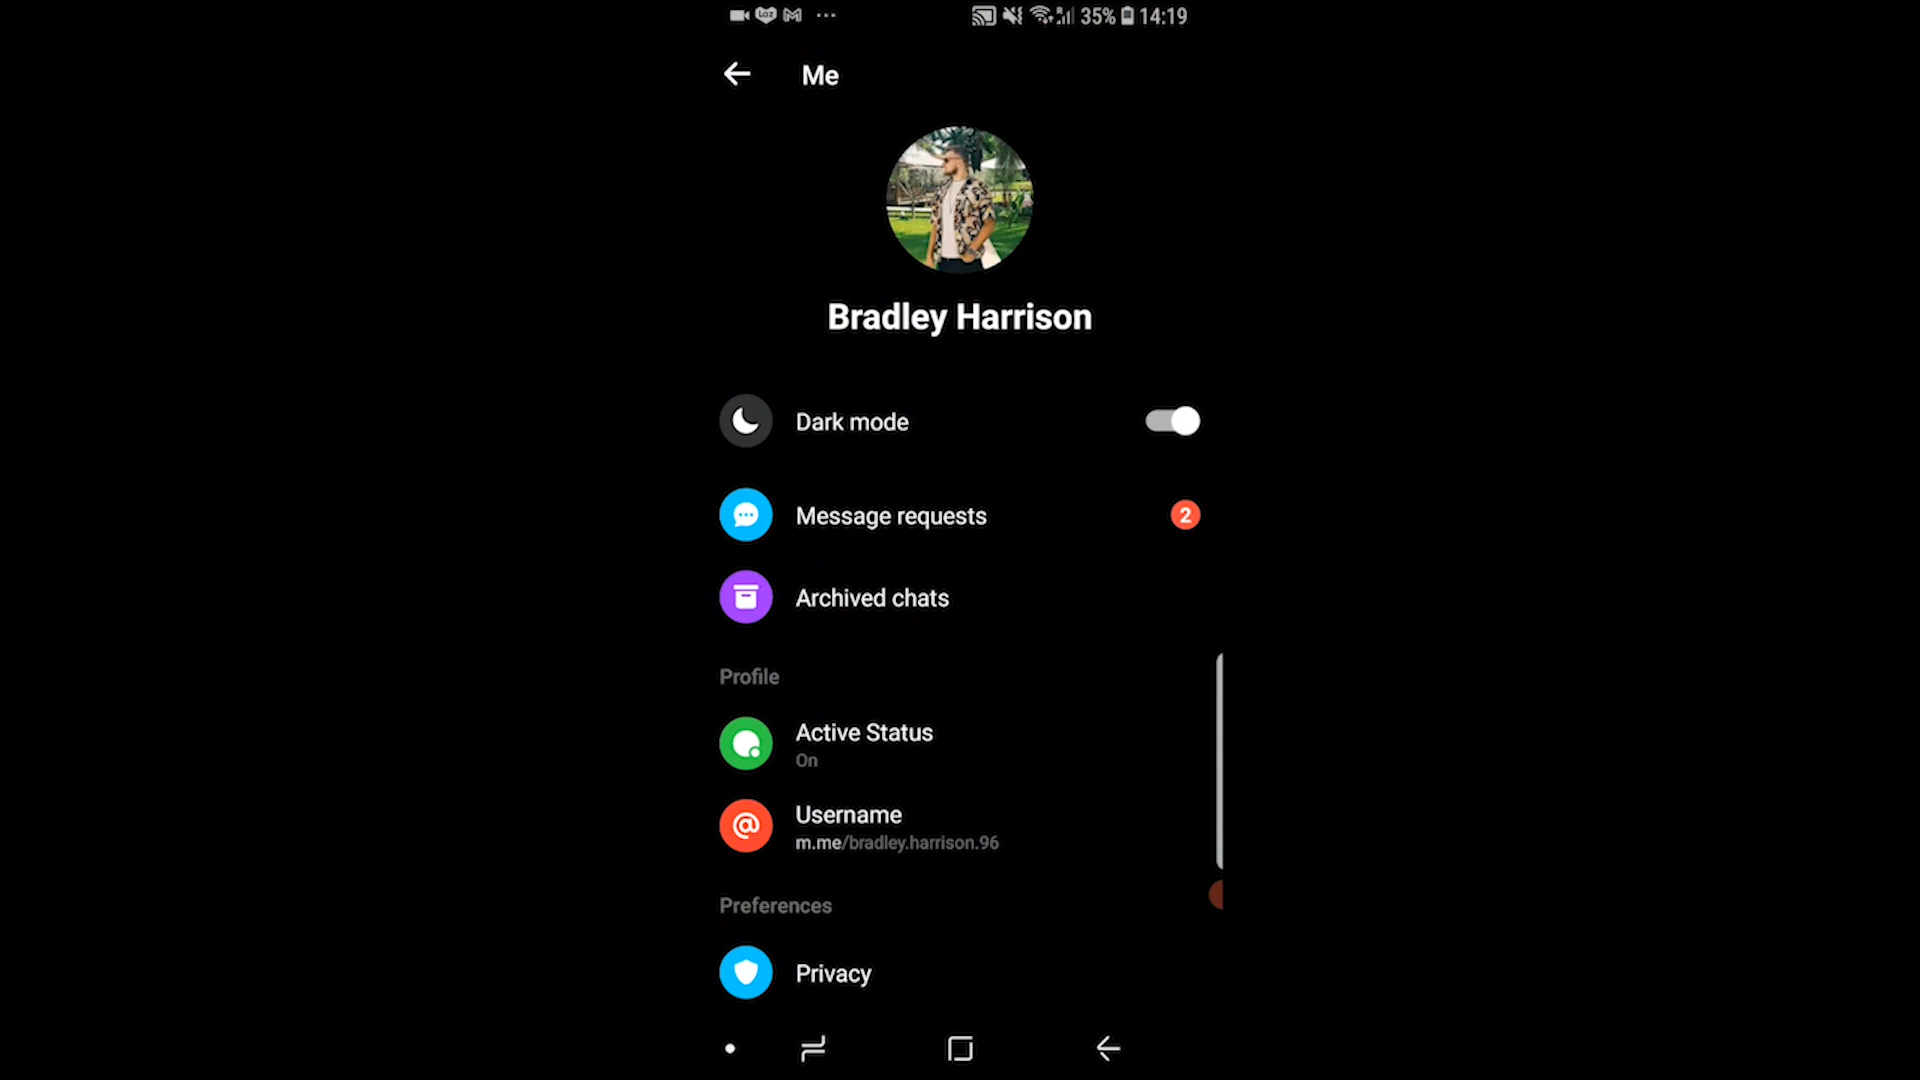 Laz 35% 14:19
Me
Bradley Harrison
Dark mode
Message requests 2
Archived chats
Profile
Active Status
On
Username
m.me/bradley.harrison.96
Preferences
Privacy